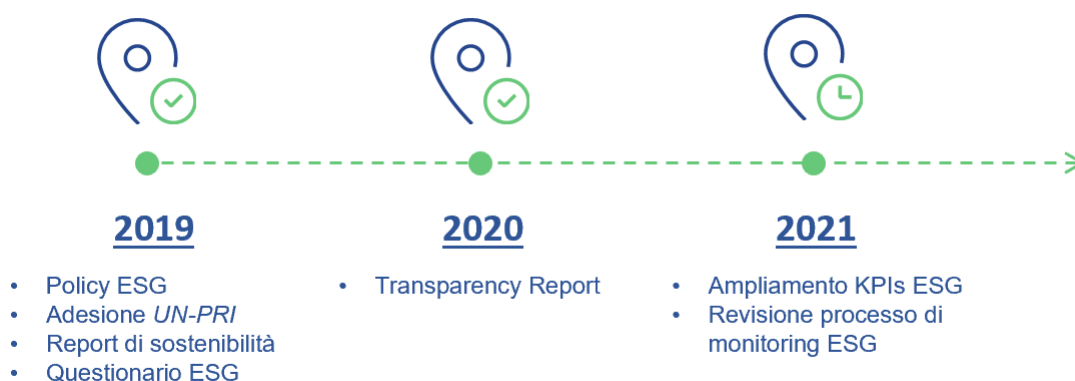 2019
• Policy ESG
• Adesione UN-PRI
• Report di sostenibilità
• Questionario ESG
2020
• Transparency Report
2021
• Ampliamento KPIs ESG
• Revisione processo di
monitoring ESG